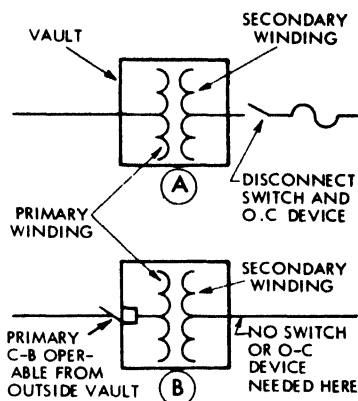 VAULT
SECONDARY
WINDING
A
DISCONNECT
SWITCH AND
O.C DEVICE
PRIMARY
WINDING
SECONDARY
WINDING
PRIMARY
C-B OPER-
ABLE FROM
OUTSIDE VAULT
B
NO SWITCH
OR O-C
DEVICE
NEEDED HERE